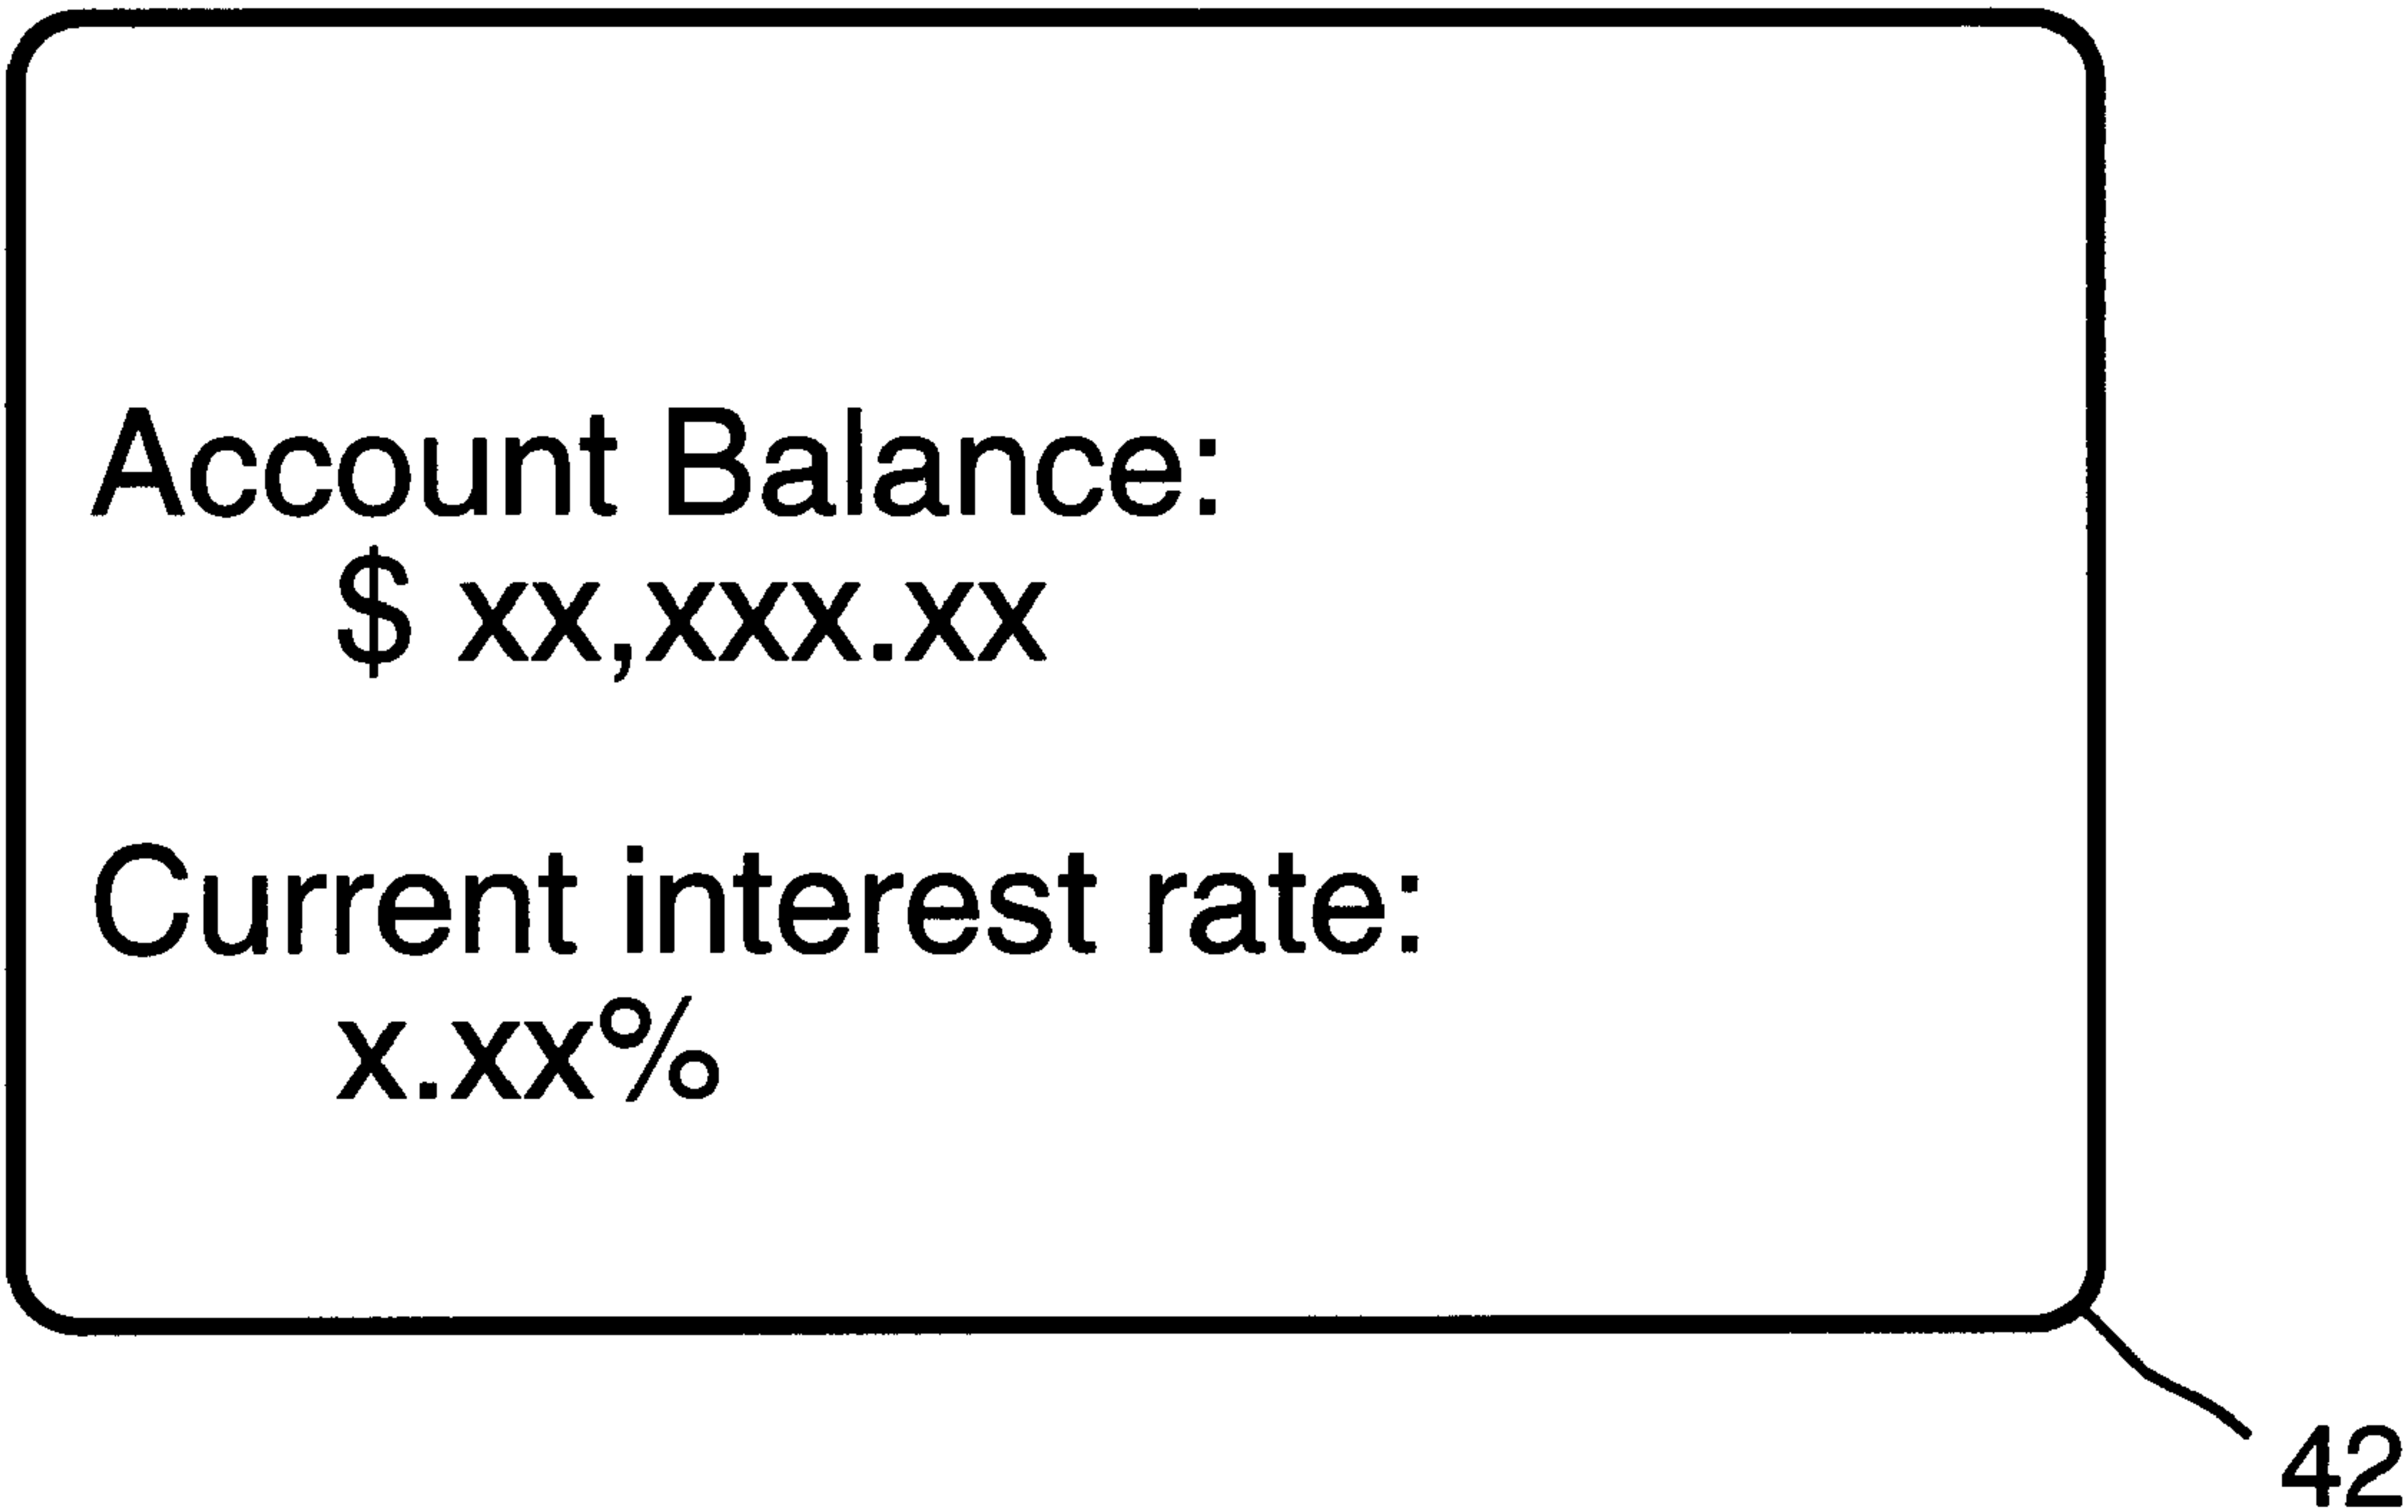 Account Balance:
$ xx,xxx.xx
Current interest rate:
x.xx%
42